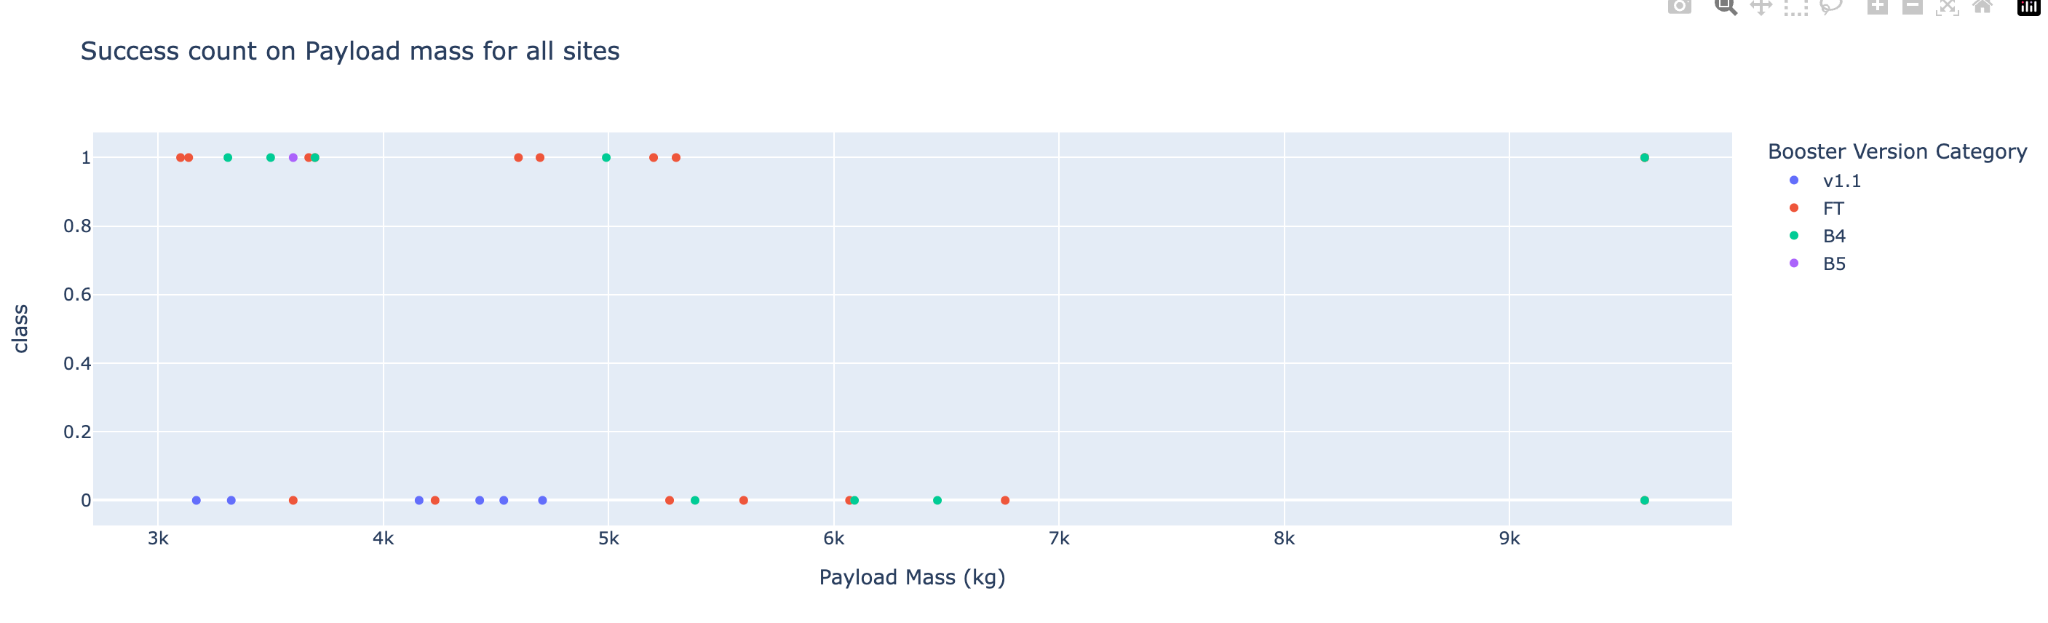 Success count on Payload mass for all sites
1
0.8
0.6
0.4
0.2
0
class
3k
4k
5k
6k
7k
8k
9k
Payload Mass (kg)
Booster Version Category
v1.1
FT
B4
B5